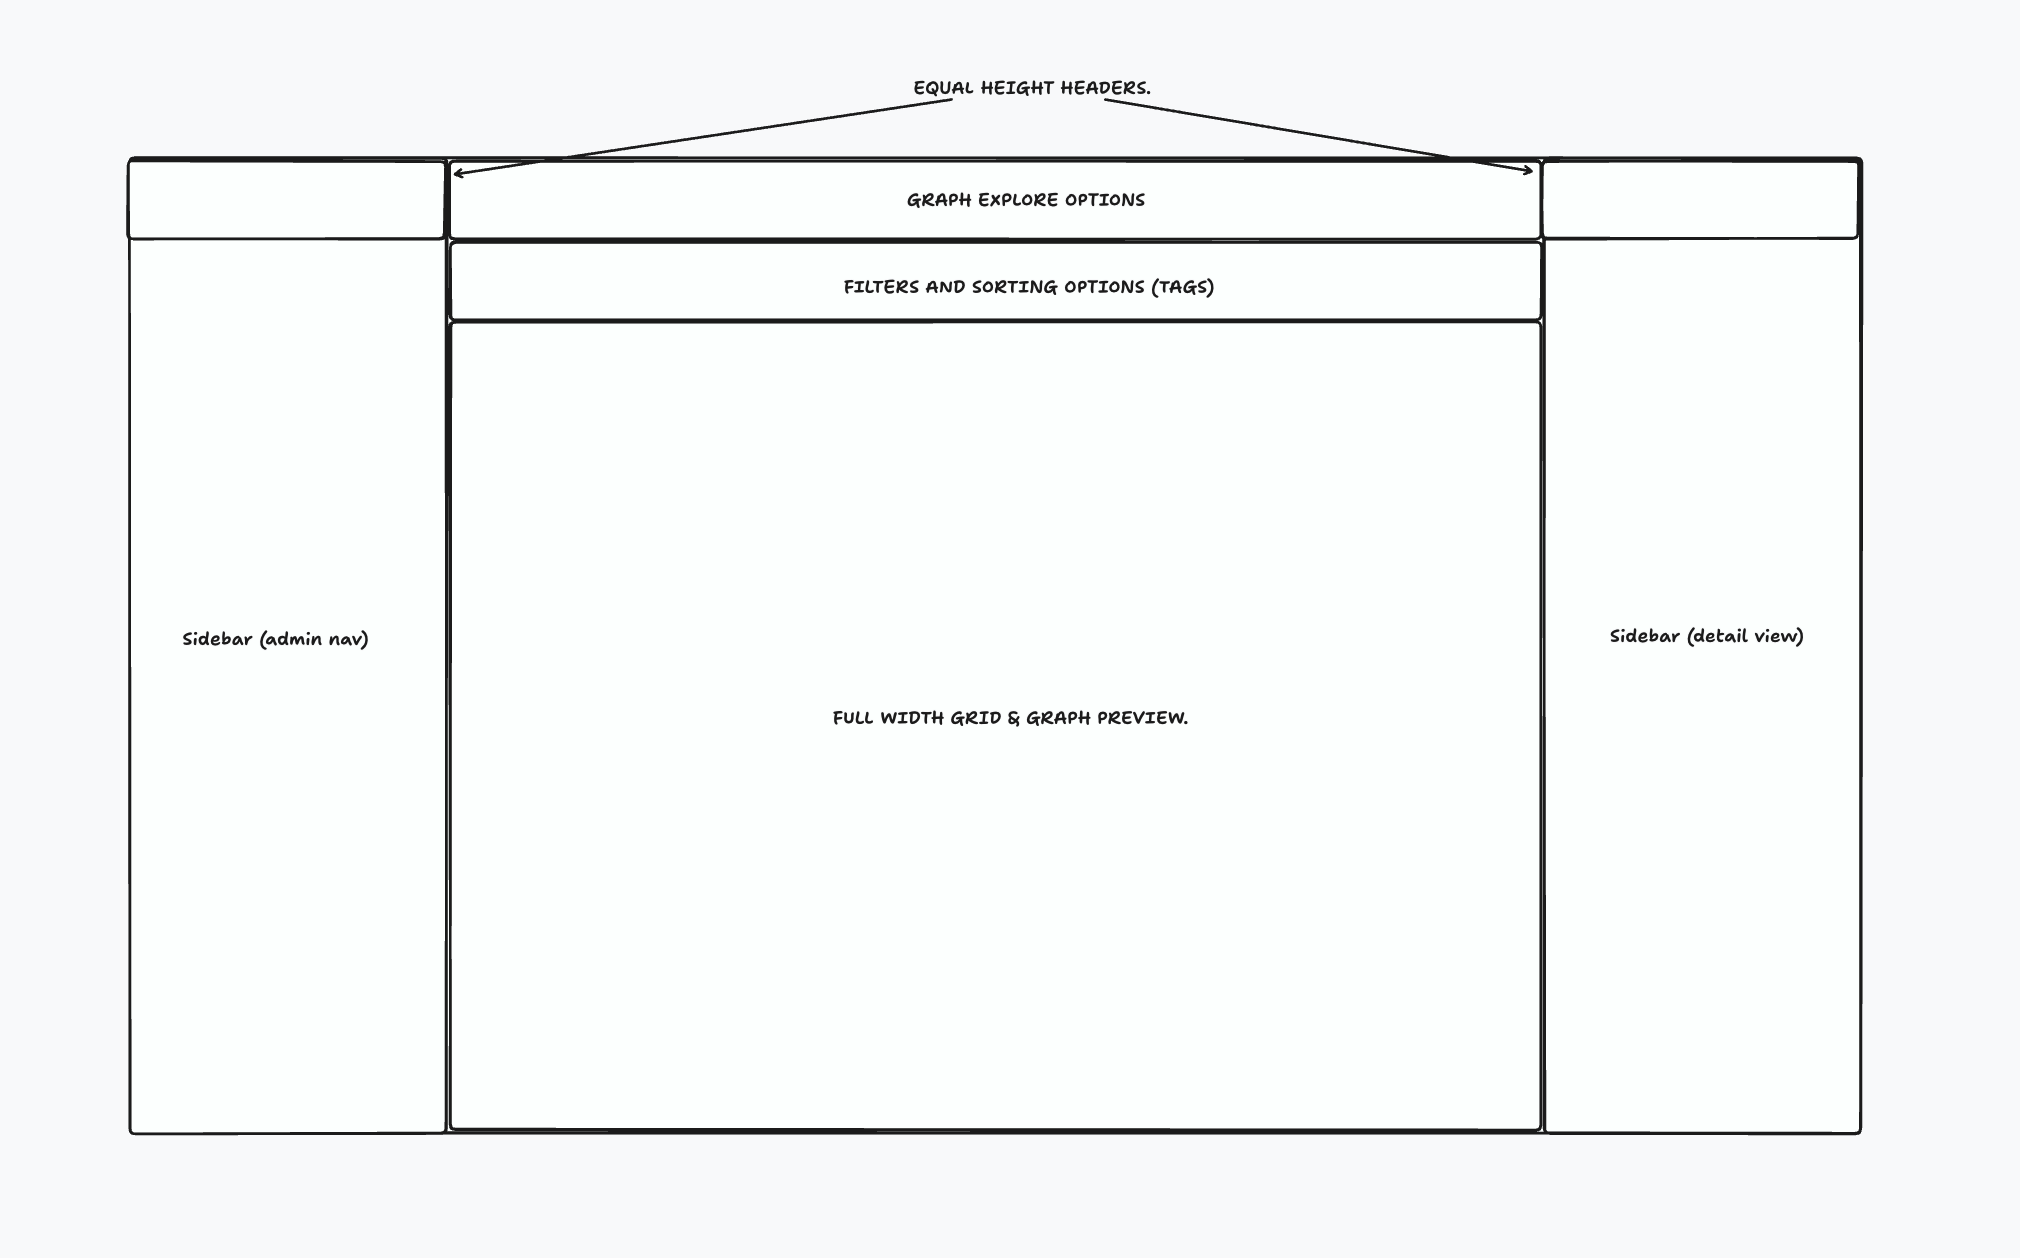 EQUAL HEIGHT HEADERS.
GRAPH EXPLORE OPTIONS
FILTERS AND SORTING OPTIONS (TAGS)
Sidebar (admin nav)
Sidebar (detail view)
FULL WIDTH GRID & GRAPH PREVIEW.